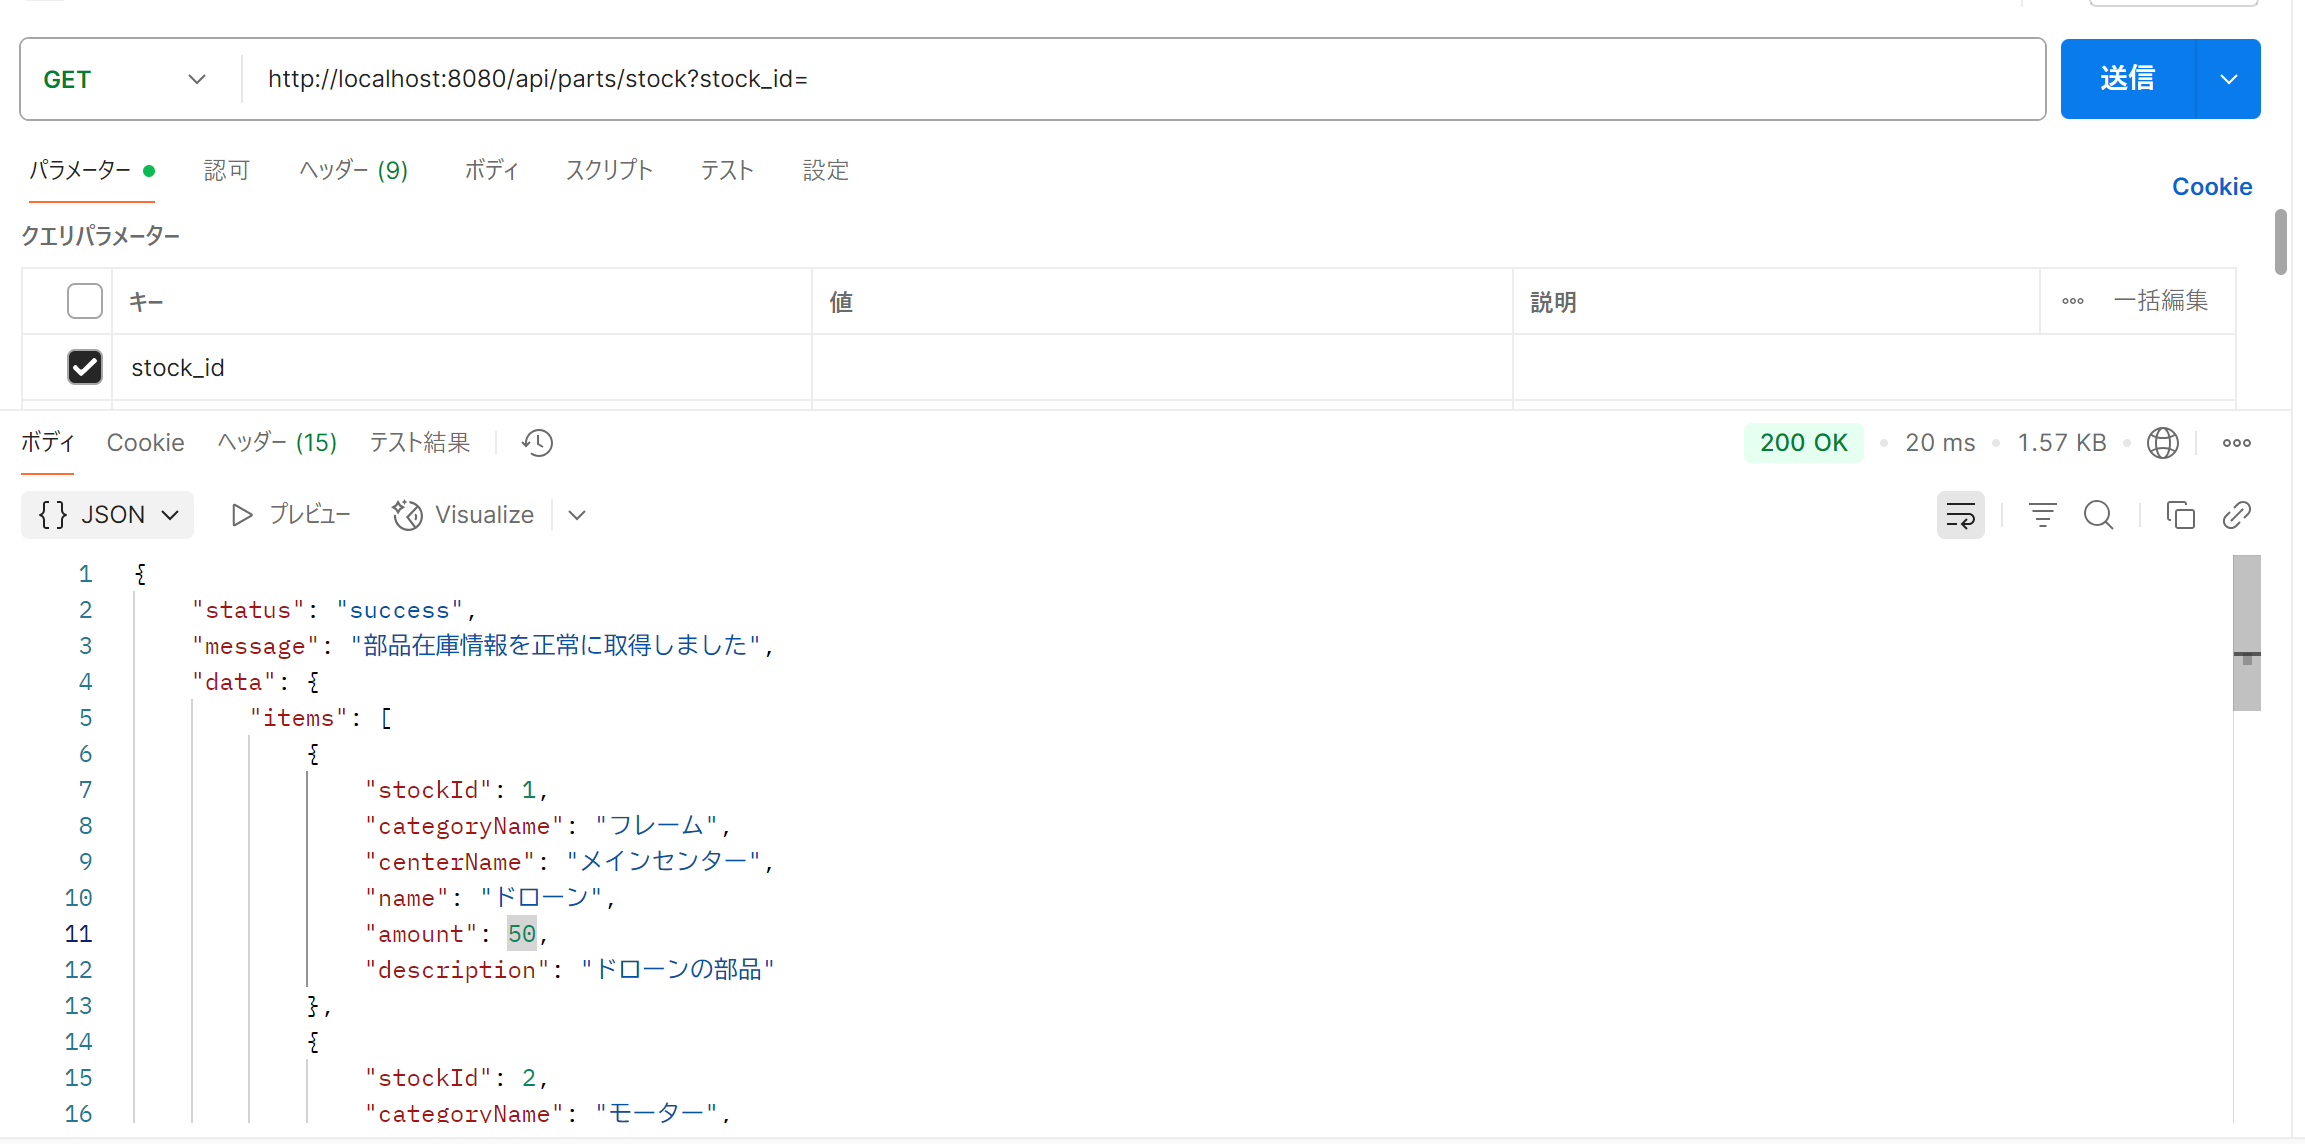 GET http://localhost:8080/api/parts/stock?stock_id= 送信
パラメーター 認可 ヘッダー (9) ボディ スクリプト テスト 設定 Cookie
クエリパラメーター
キー 値 説明 一括編集
stock_id
ボディ Cookie ヘッダー (15) テスト結果 200 OK 20 ms 1.57 KB
{ } JSON プレビュー Visualize
1 {
2 "status": "success",
3 "message": "部品在庫情報を正常に取得しました",
4 "data": {
5 "items": [
6 {
7 "stockId": 1,
8 "categoryName": "フレーム",
9 "centerName": "メインセンター",
10 "name": "ドローン",
11 "amount": 50,
12 "description": "ドローンの部品"
13 },
14 {
15 "stockId": 2,
16 "categoryName": "モーター",